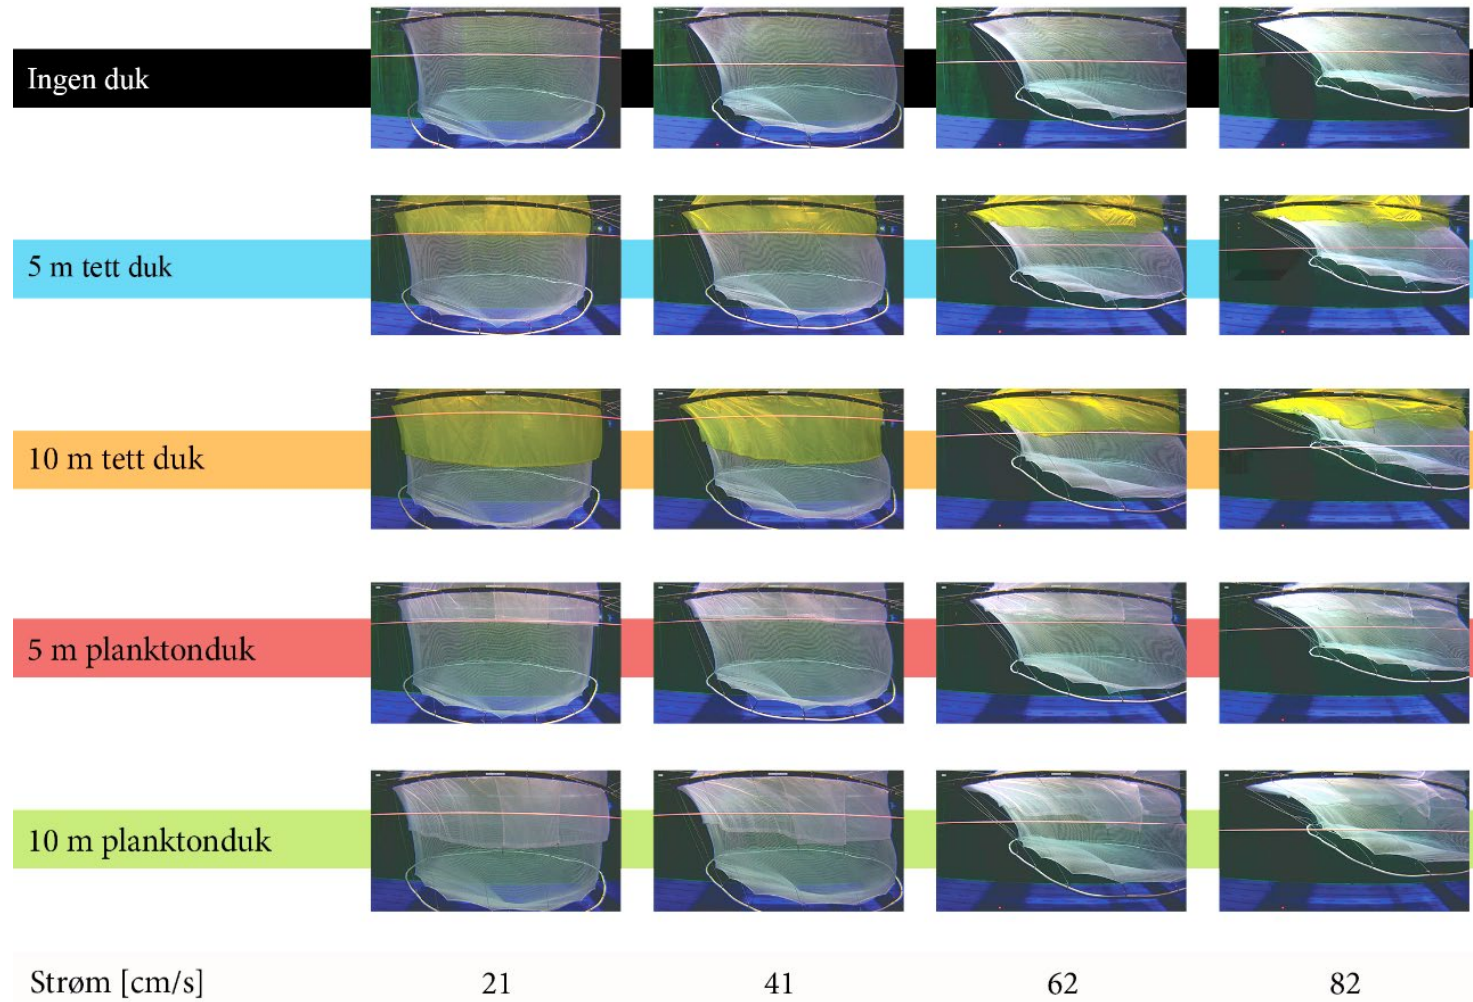 Ingen duk
5 m tett duk
10 m tett duk
5 m planktonduk
10 m planktonduk
Strøm [cm/s] 21 41 62 82